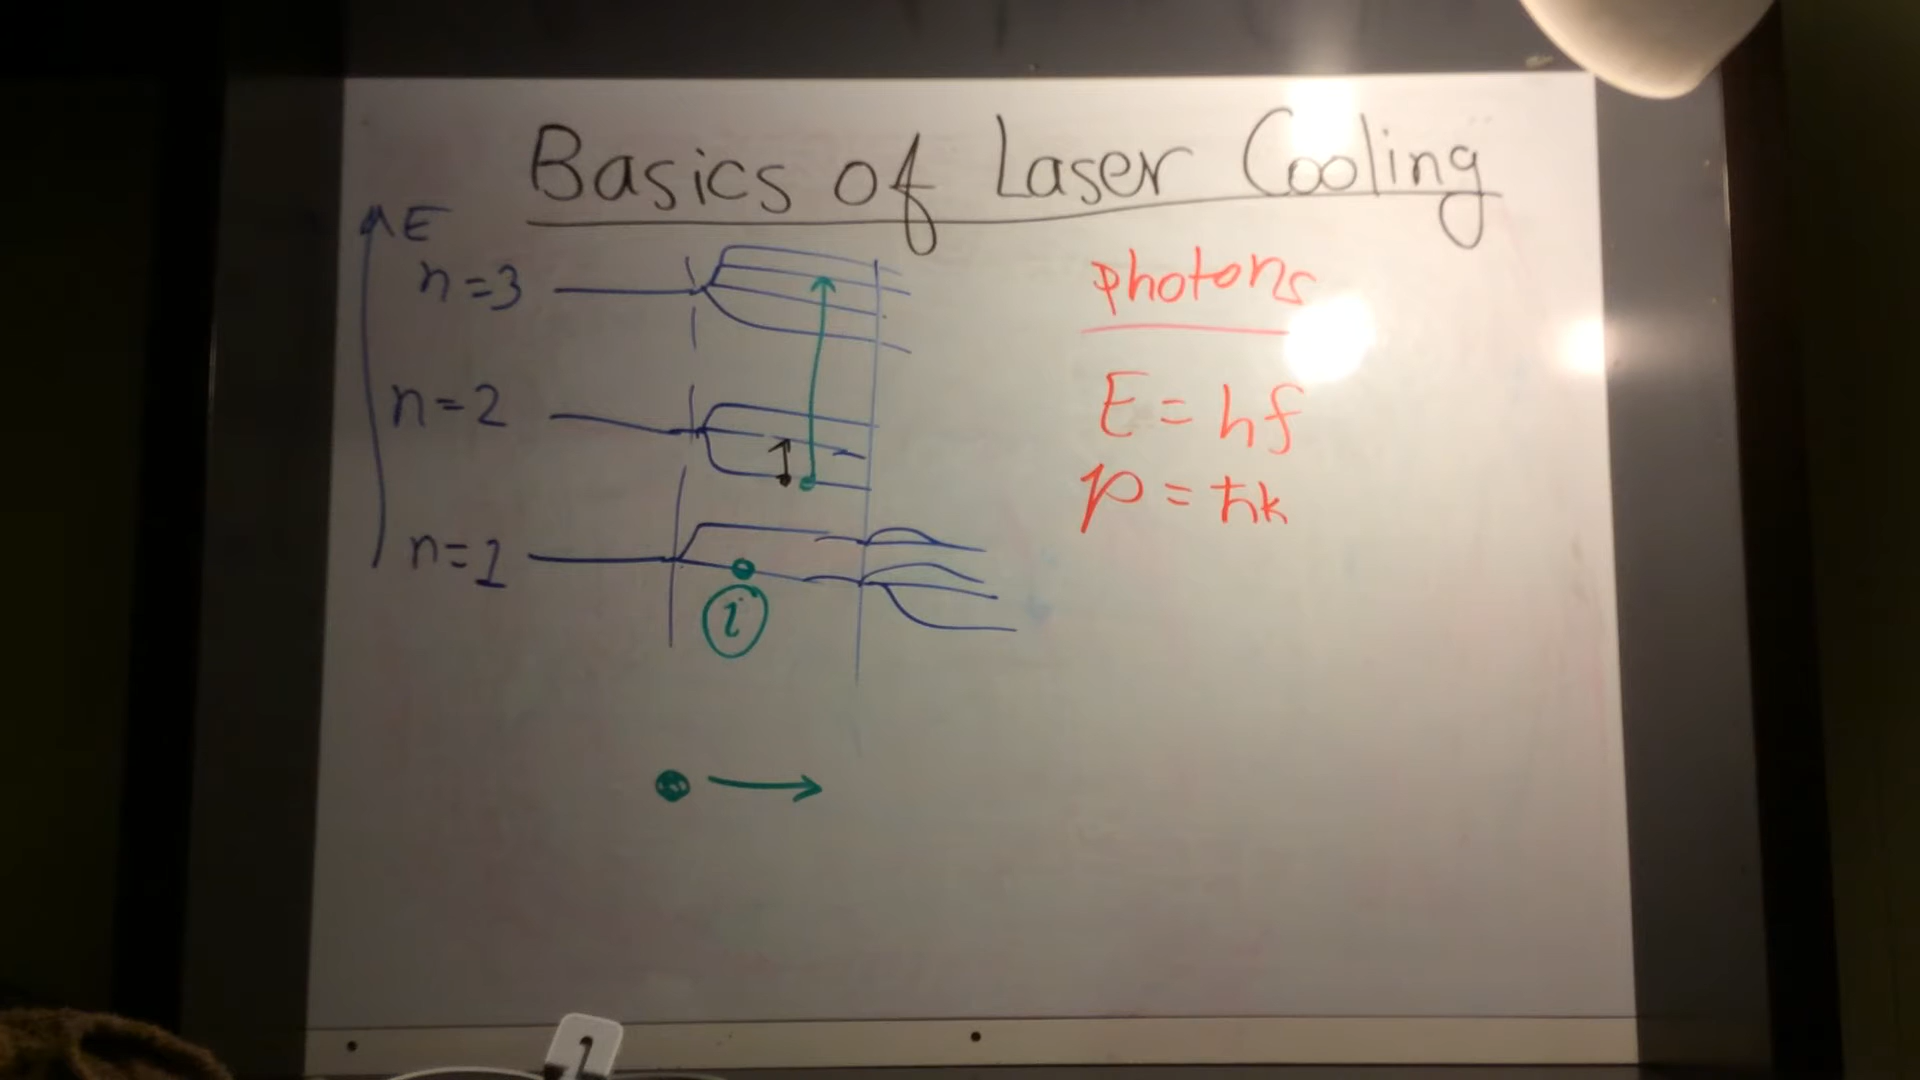 Basics of Laser Cooling
E
n=3
n=2
n=1
i
photons
E = hf
p = ħk